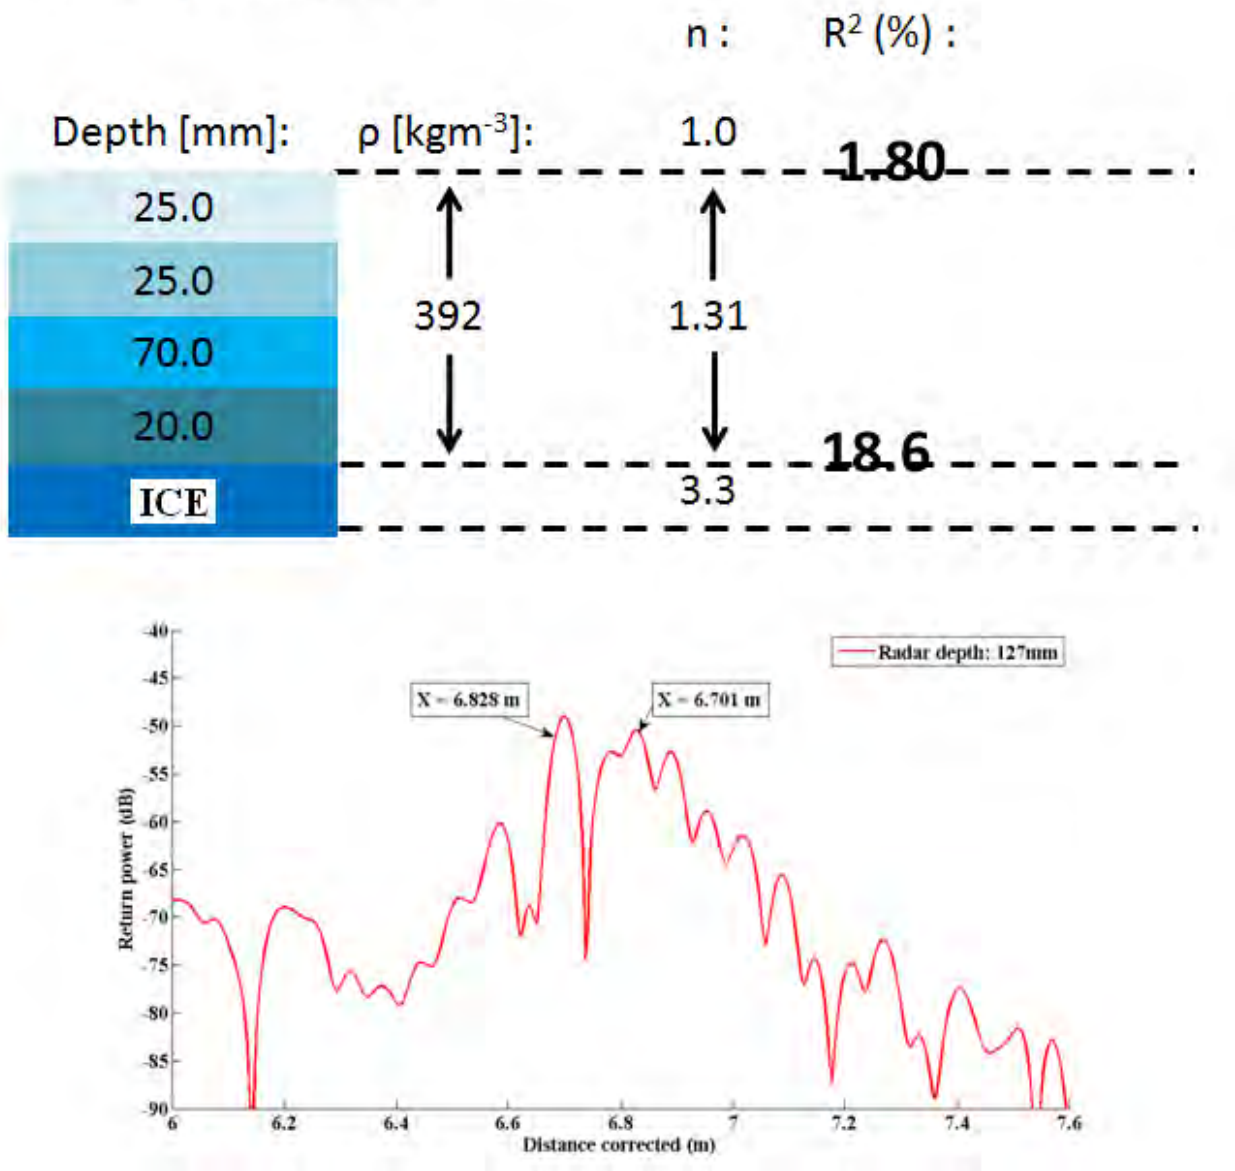 n : R² (%) :
Depth [mm]: ρ [kgm⁻³]: 1.0 1.80
25.0
25.0
392 1.31
70.0
20.0
18.6
ICE 3.3
-40
-45
-50
-55
-60
-65
-70
-75
-80
-85
-90
Return power (dB)
Radar depth: 127mm
X = 6.828 m X = 6.701 m
6 6.2 6.4 6.6 6.8 7 7.2 7.4 7.6
Distance corrected (m)